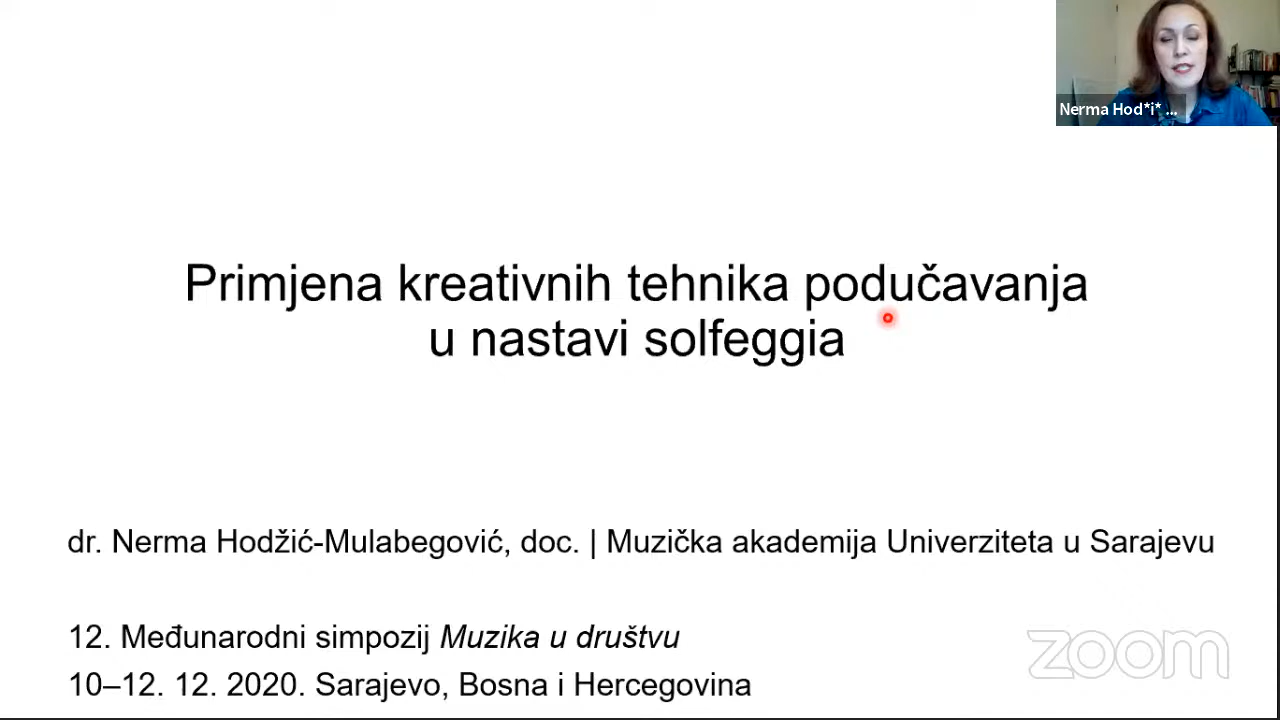 Nerma Hod*i* ...
Primjena kreativnih tehnika podučavanja
u nastavi solfeggia
dr. Nerma Hodžić-Mulabegović, doc. | Muzička akademija Univerziteta u Sarajevu
12. Međunarodni simpozij Muzika u društvu
10–12. 12. 2020. Sarajevo, Bosna i Hercegovina
zoom